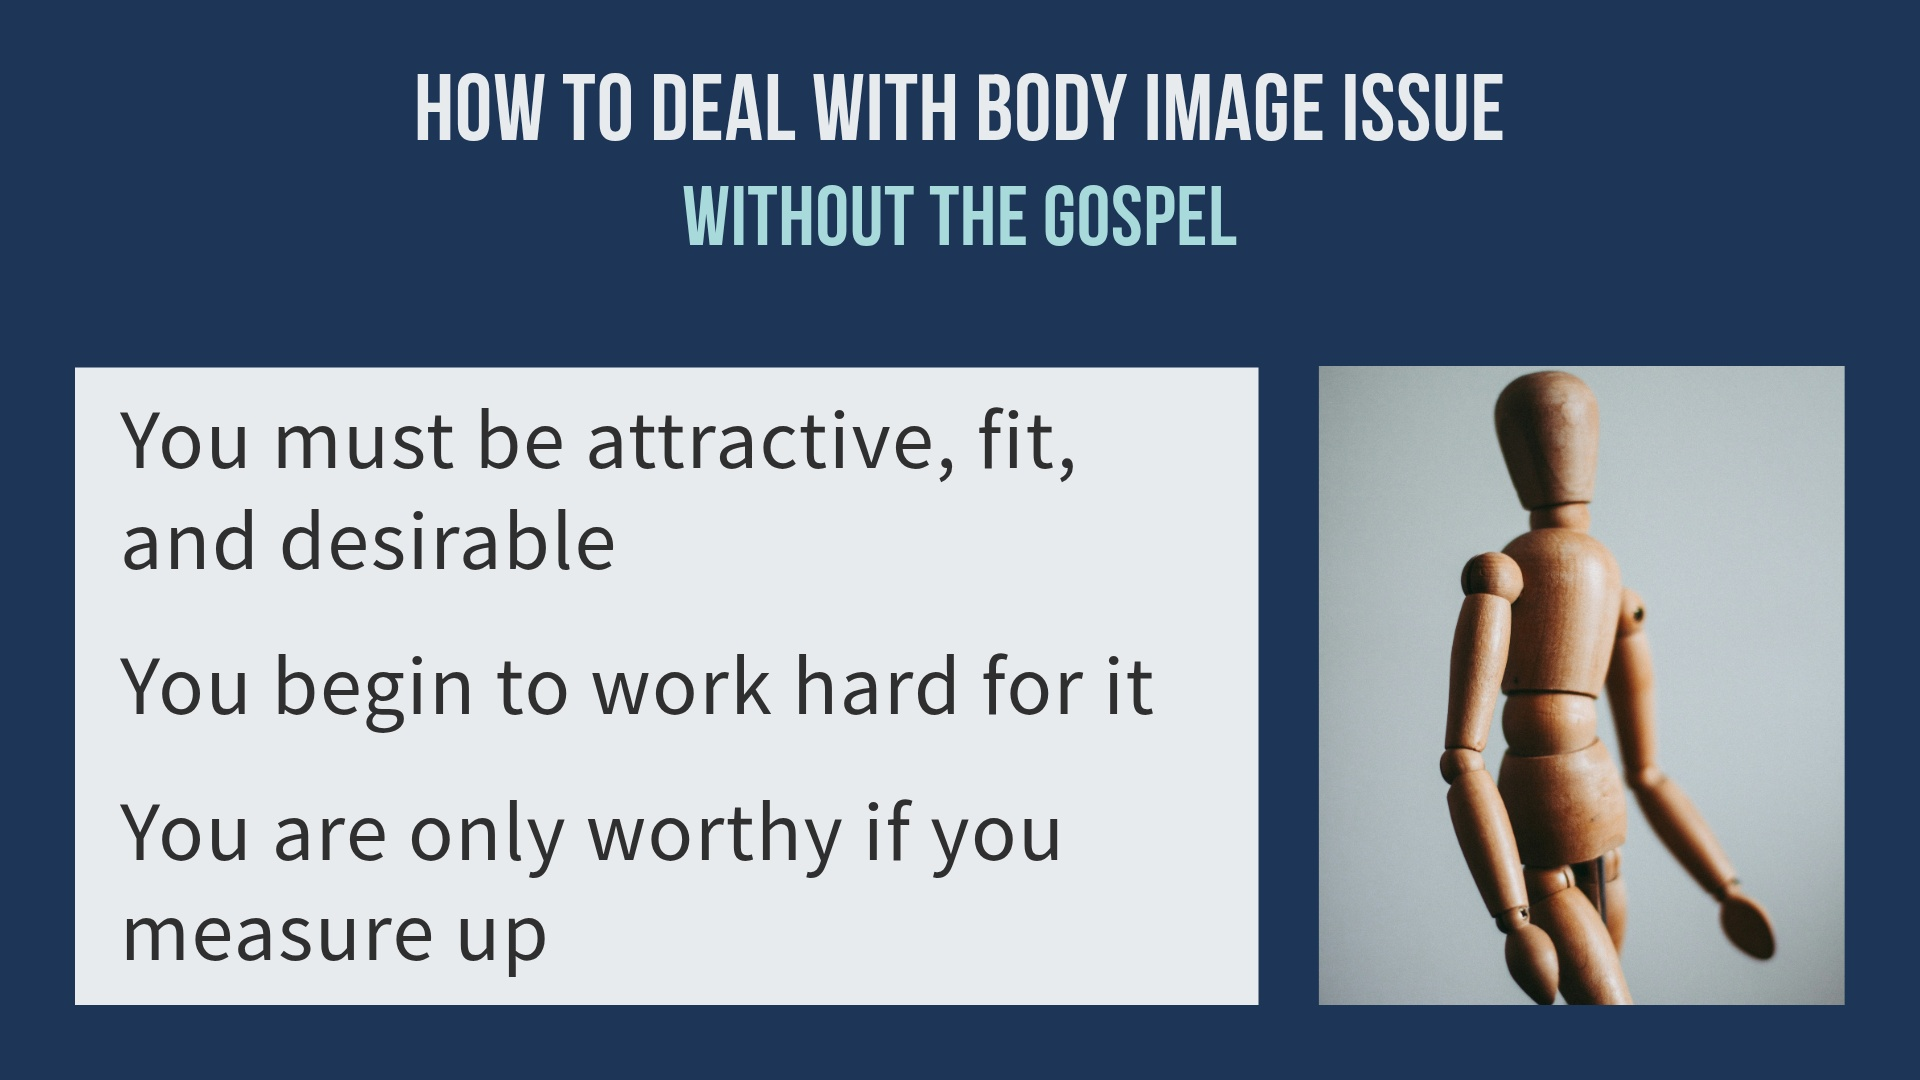 HOW TO DEAL WITH BODY IMAGE ISSUE
WITHOUT THE GOSPEL
You must be attractive, fit,
and desirable
You begin to work hard for it
You are only worthy if you
measure up